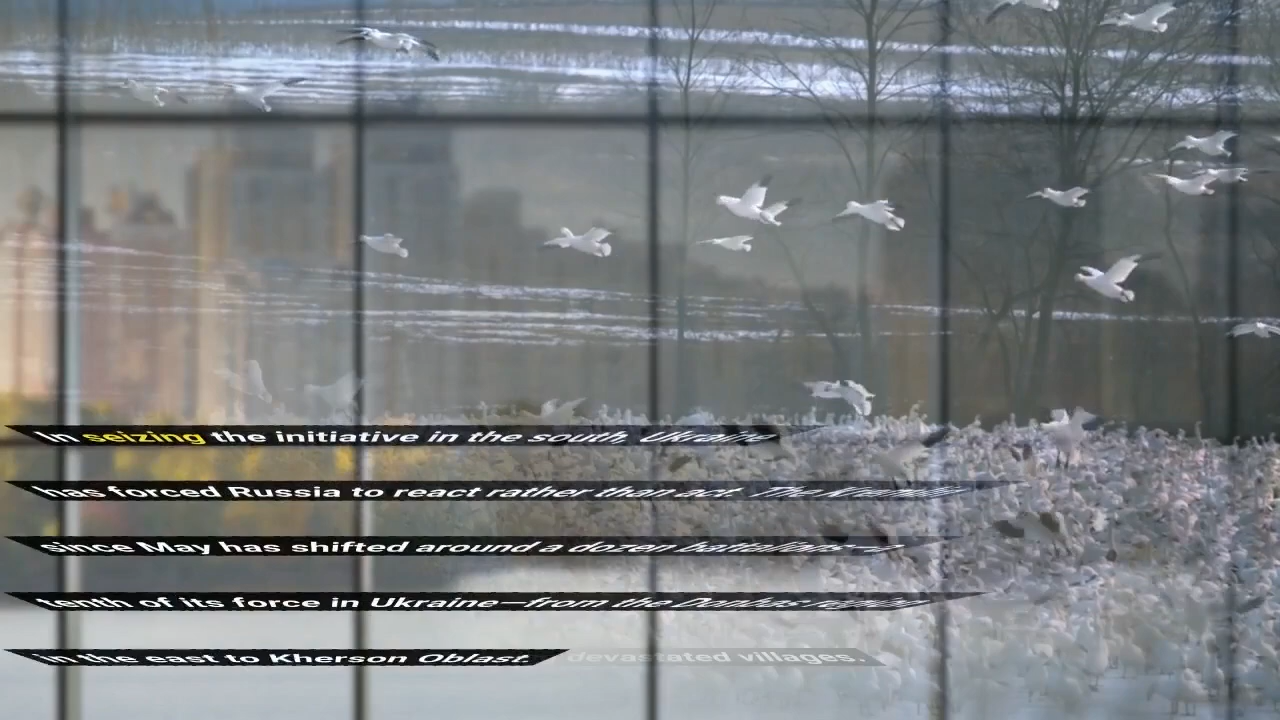 In seizing the initiative in the south, Ukraine
has forced Russia to react rather than act. The Kremlin
since May has shifted around a dozen battalions—a
tenth of its force in Ukraine—from the Donbas region
in the east to Kherson Oblast.
devastated villages.